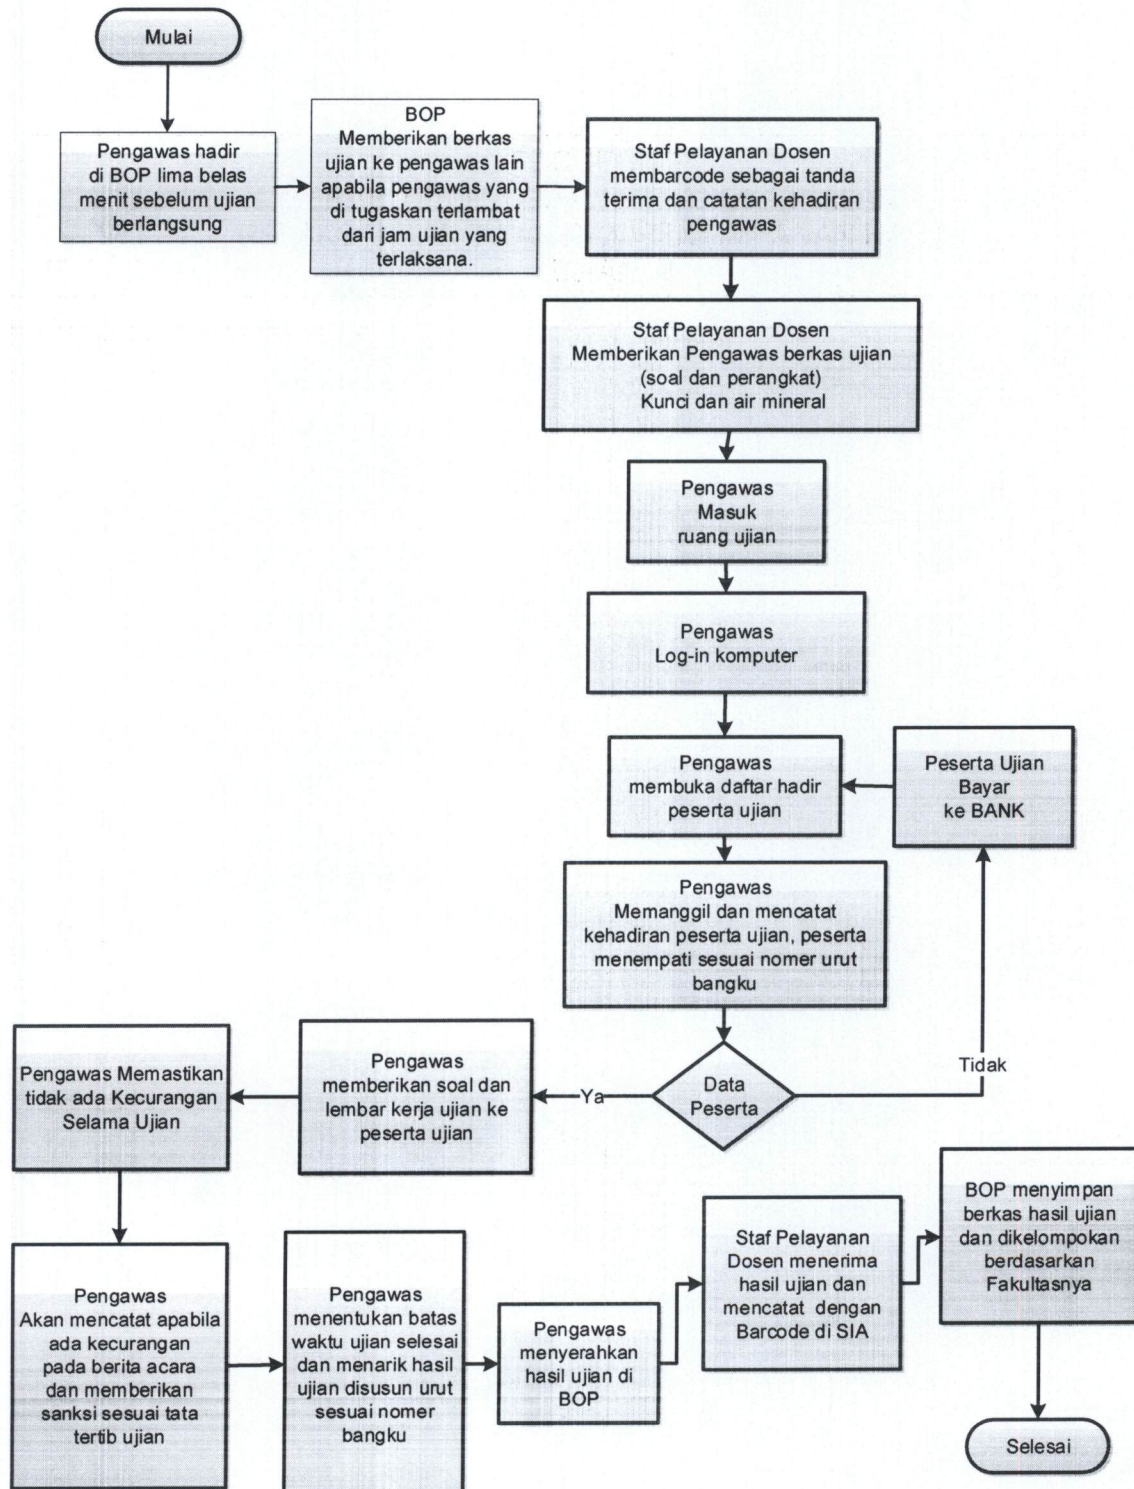 Mulai
Pengawas hadir
di BOP lima belas
menit sebelum ujian
berlangsung
BOP
Memberikan berkas
ujian ke pengawas lain
apabila pengawas yang
di tugaskan terlambat
dari jam ujian yang
terlaksana.
Staf Pelayanan Dosen
membarcode sebagai tanda
terima dan catatan kehadiran
pengawas
Staf Pelayanan Dosen
Memberikan Pengawas berkas ujian
(soal dan perangkat)
Kunci dan air mineral
Pengawas
Masuk
ruang ujian
Pengawas
Log-in komputer
Pengawas
membuka daftar hadir
peserta ujian
Peserta Ujian
Bayar
ke BANK
Pengawas
Memanggil dan mencatat
kehadiran peserta ujian, peserta
menempati sesuai nomer urut
bangku
Data
Peserta
Tidak
Ya
Pengawas
memberikan soal dan
lembar kerja ujian ke
peserta ujian
Pengawas Memastikan
tidak ada Kecurangan
Selama Ujian
Pengawas
Akan mencatat apabila
ada kecurangan
pada berita acara
dan memberikan
sanksi sesuai tata
tertib ujian
Pengawas
menentukan batas
waktu ujian selesai
dan menarik hasil
ujian disusun urut
sesuai nomer
bangku
Pengawas
menyerahkan
hasil ujian di
BOP
Staf Pelayanan
Dosen menerima
hasil ujian dan
mencatat dengan
Barcode di SIA
BOP menyimpan
berkas hasil ujian
dan dikelompokan
berdasarkan
Fakultasnya
Selesai